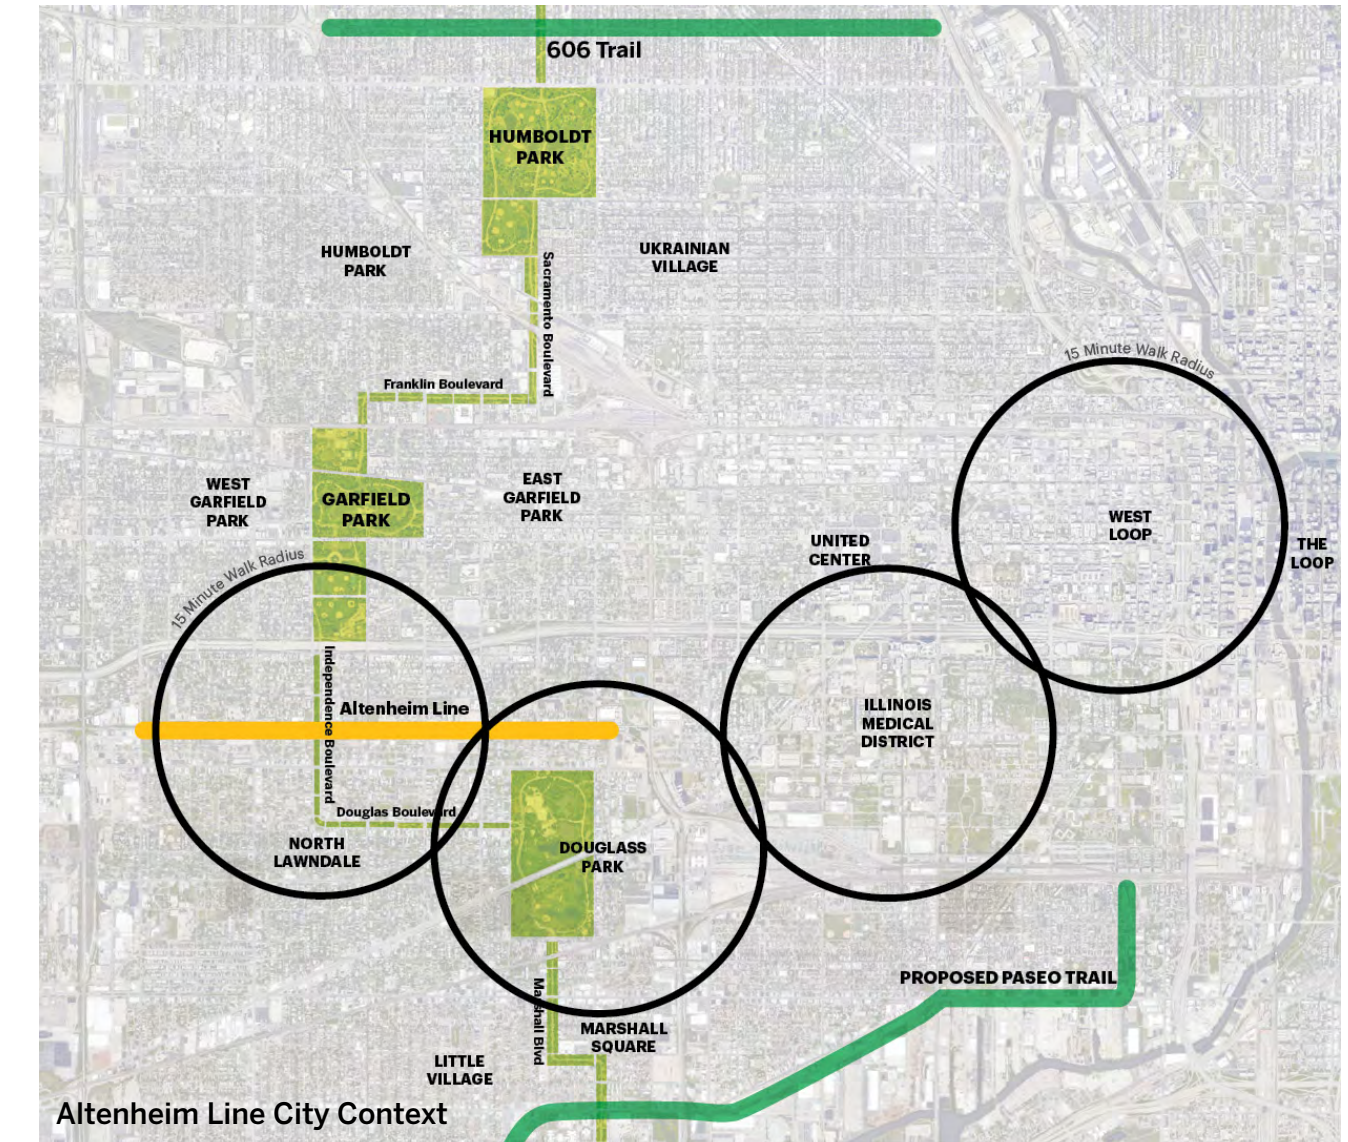 606 Trail
HUMBOLDT
PARK
HUMBOLDT
PARK
UKRAINIAN
VILLAGE
Sacramento Boulevard
Franklin Boulevard
15 Minute Walk Radius
WEST
GARFIELD
PARK
GARFIELD
PARK
EAST
GARFIELD
PARK
WEST
LOOP
UNITED
CENTER
THE
LOOP
15 Minute Walk Radius
Independence Boulevard
Altenheim Line
ILLINOIS
MEDICAL
DISTRICT
Douglas Boulevard
NORTH
LAWNDALE
DOUGLASS
PARK
PROPOSED PASEO TRAIL
Marshall Blvd
MARSHALL
SQUARE
LITTLE
VILLAGE
Altenheim Line City Context